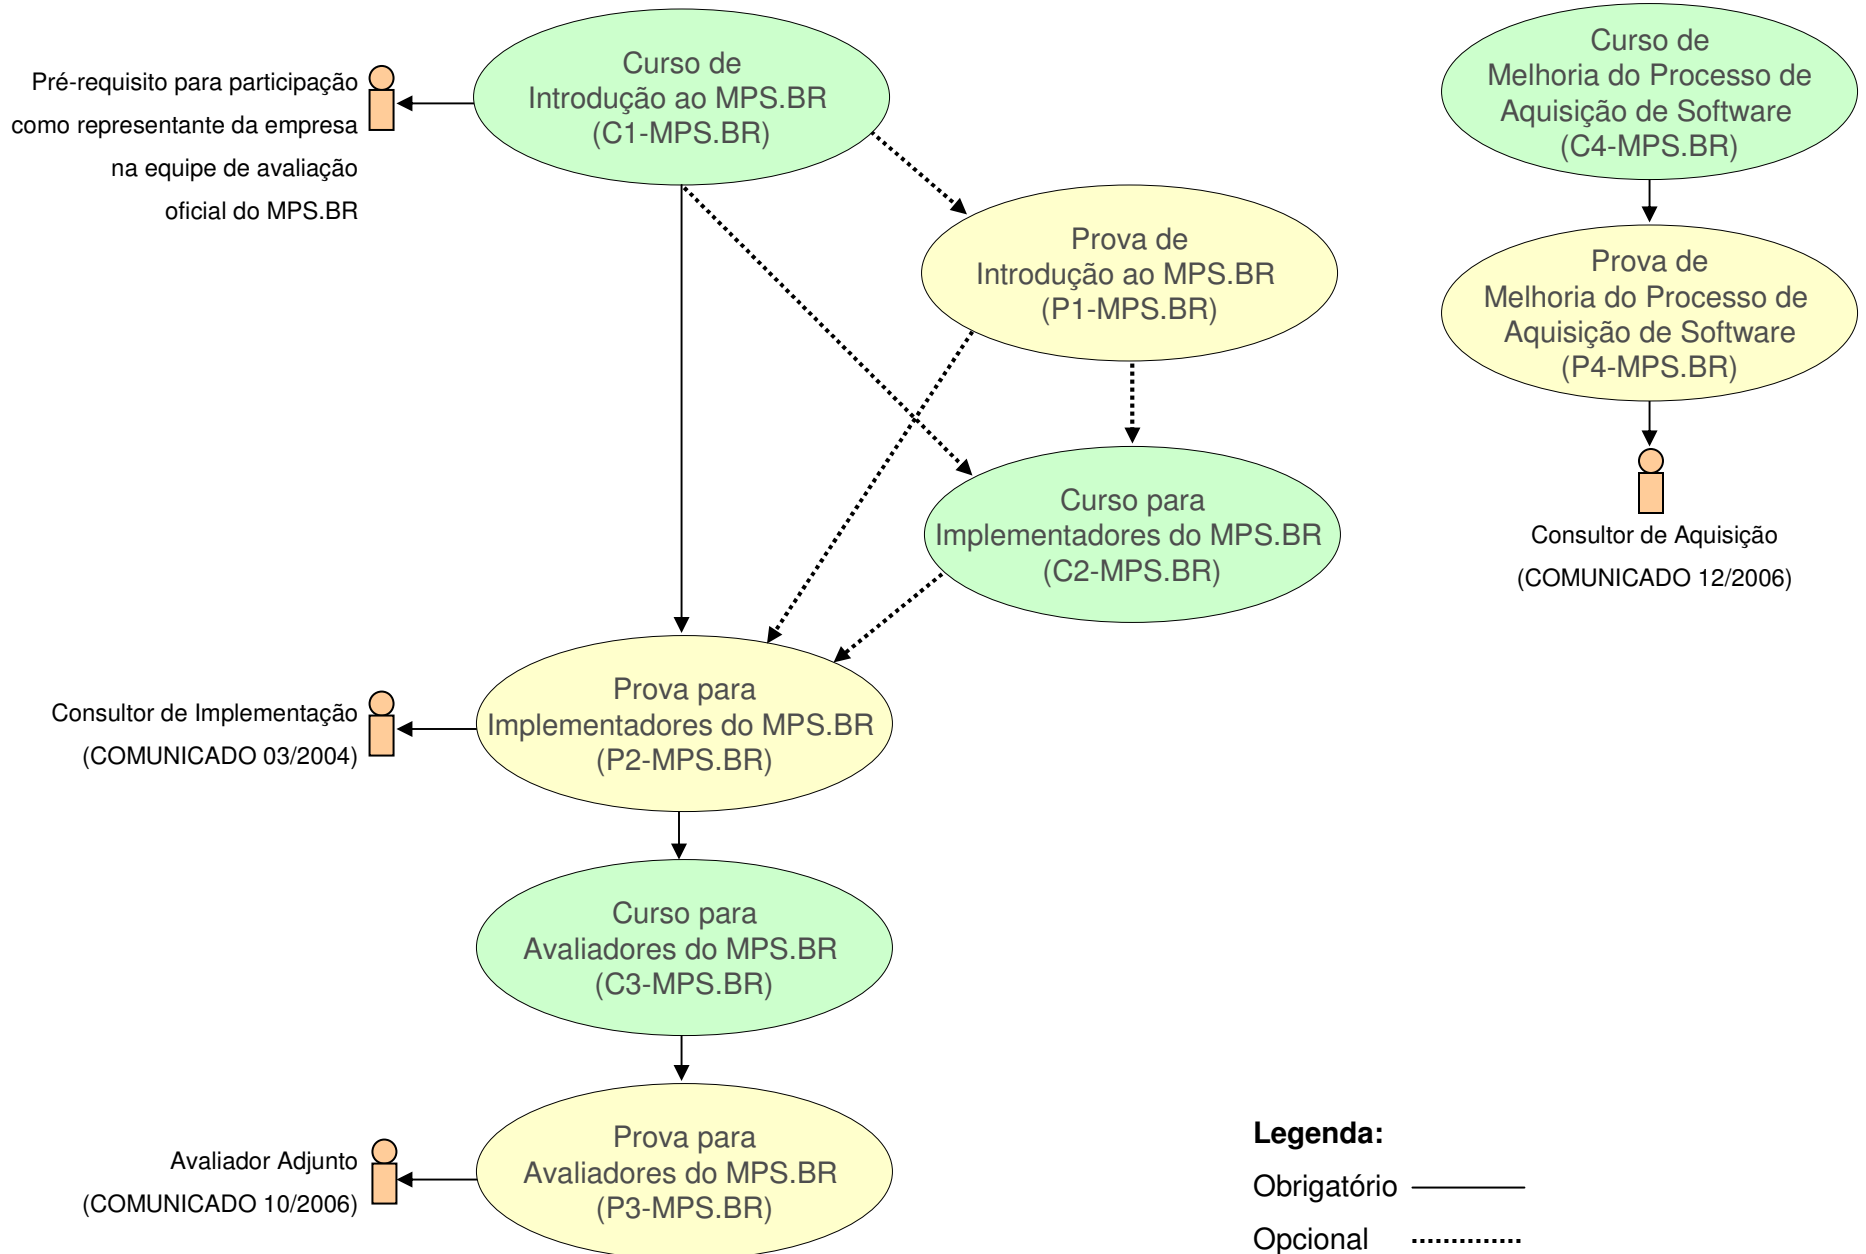 Pré-requisito para participação
como representante da empresa
na equipe de avaliação
oficial do MPS.BR
Curso de
Introdução ao MPS.BR
(C1-MPS.BR)
Curso de
Melhoria do Processo de
Aquisição de Software
(C4-MPS.BR)
Prova de
Introdução ao MPS.BR
(P1-MPS.BR)
Prova de
Melhoria do Processo de
Aquisição de Software
(P4-MPS.BR)
Curso para
Implementadores do MPS.BR
(C2-MPS.BR)
Consultor de Aquisição
(COMUNICADO 12/2006)
Consultor de Implementação
(COMUNICADO 03/2004)
Prova para
Implementadores do MPS.BR
(P2-MPS.BR)
Curso para
Avaliadores do MPS.BR
(C3-MPS.BR)
Avaliador Adjunto
(COMUNICADO 10/2006)
Prova para
Avaliadores do MPS.BR
(P3-MPS.BR)
Legenda:
Obrigatório
Opcional